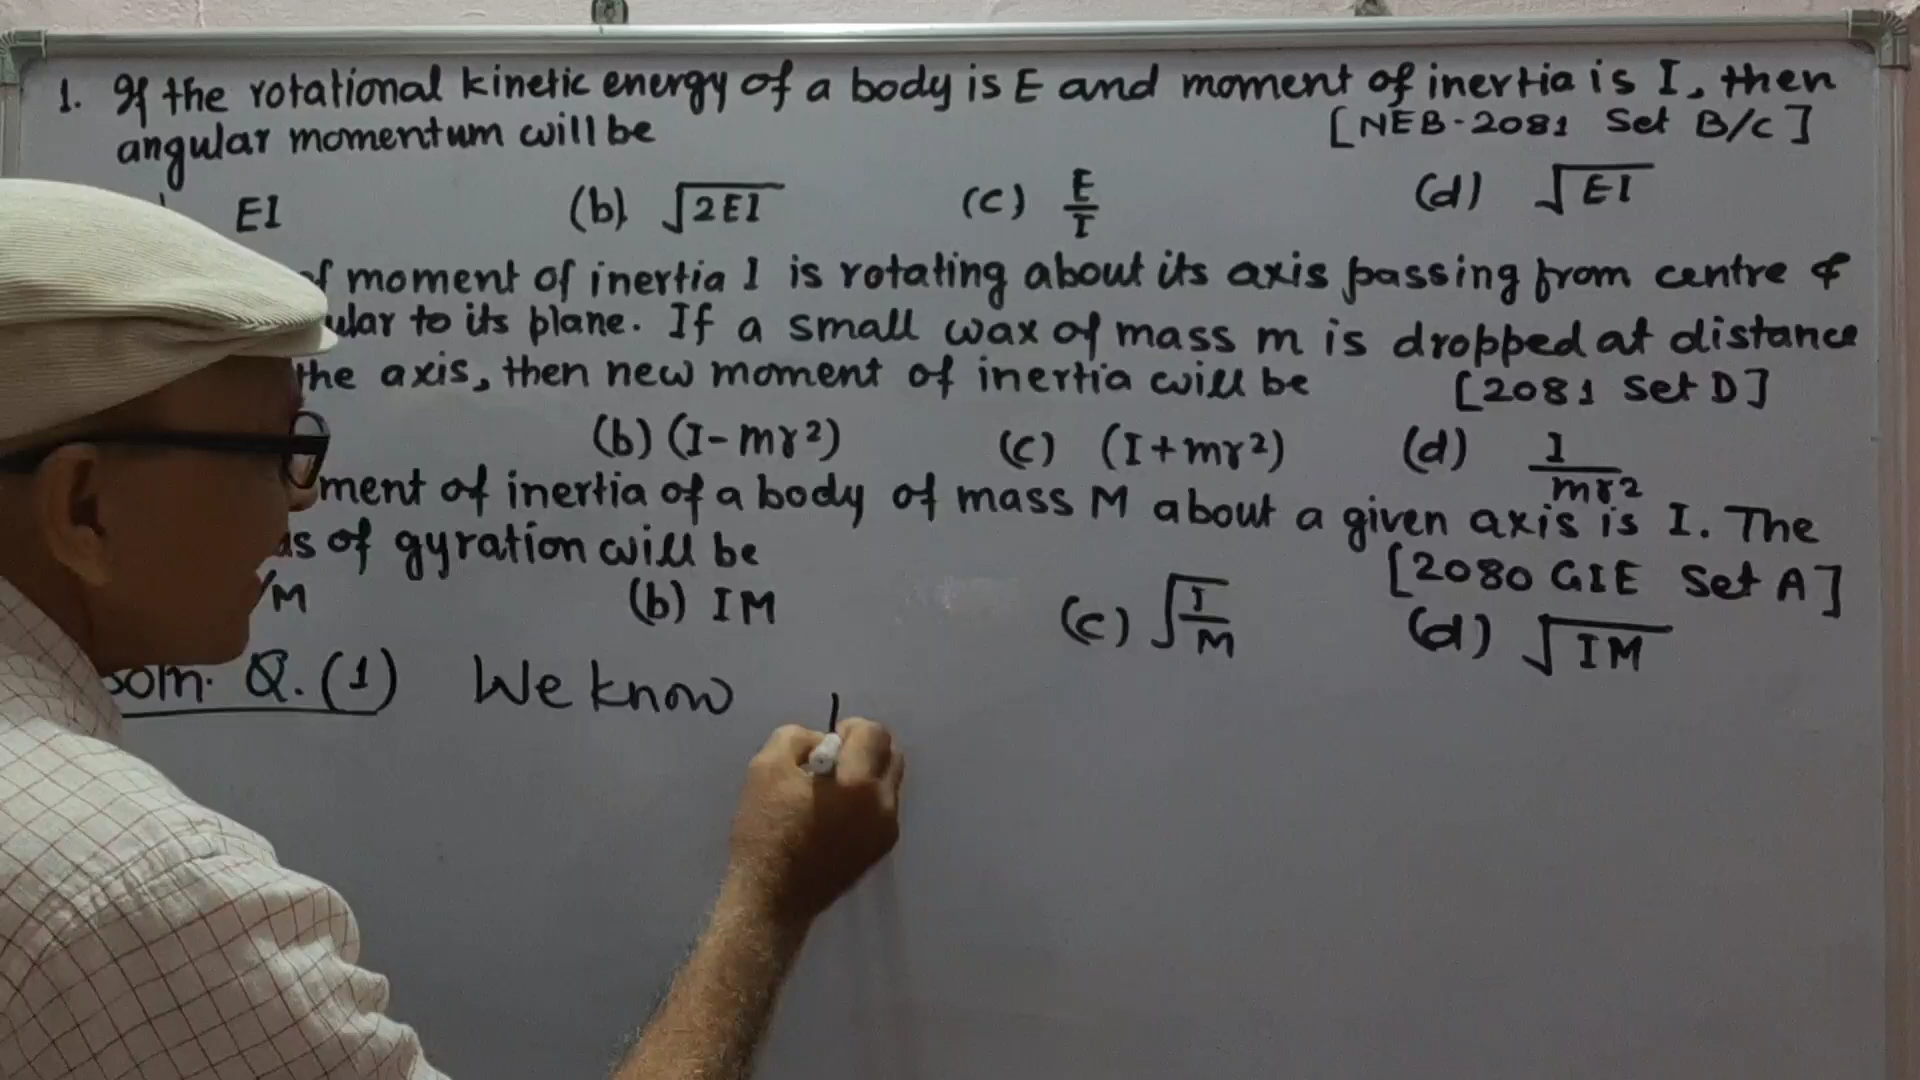 1. If the rotational kinetic energy of a body is E and moment of inertia is I, then
angular momentum will be [NEB-2081 Set B/C]
EI (b) √2EI (c) E/I (d) √EI
of moment of inertia I is rotating about its axis passing from centre &
ular to its plane. If a small wax of mass m is dropped at distance
the axis, then new moment of inertia will be [2081 Set D]
(b) (I-mr²) (c) (I+mr²) (d) I/mr²
ment of inertia of a body of mass M about a given axis is I. The
us of gyration will be [2080 GIE Set A]
/M (b) IM (c) √I/M (d) √IM
Soln. Q.(1) We know